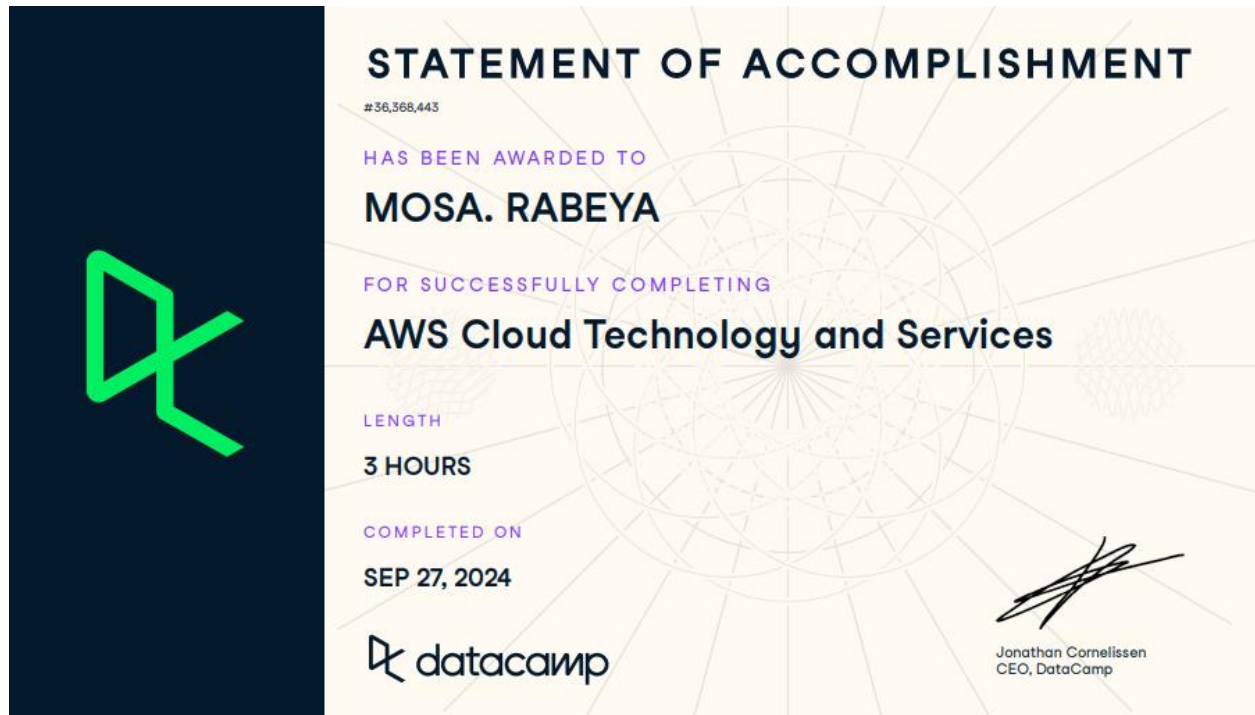 STATEMENT OF ACCOMPLISHMENT
#36,368,443
HAS BEEN AWARDED TO
MOSA. RABEYA
FOR SUCCESSFULLY COMPLETING
AWS Cloud Technology and Services
LENGTH
3 HOURS
COMPLETED ON
SEP 27, 2024
datacamp
Jonathan Cornelissen
CEO, DataCamp